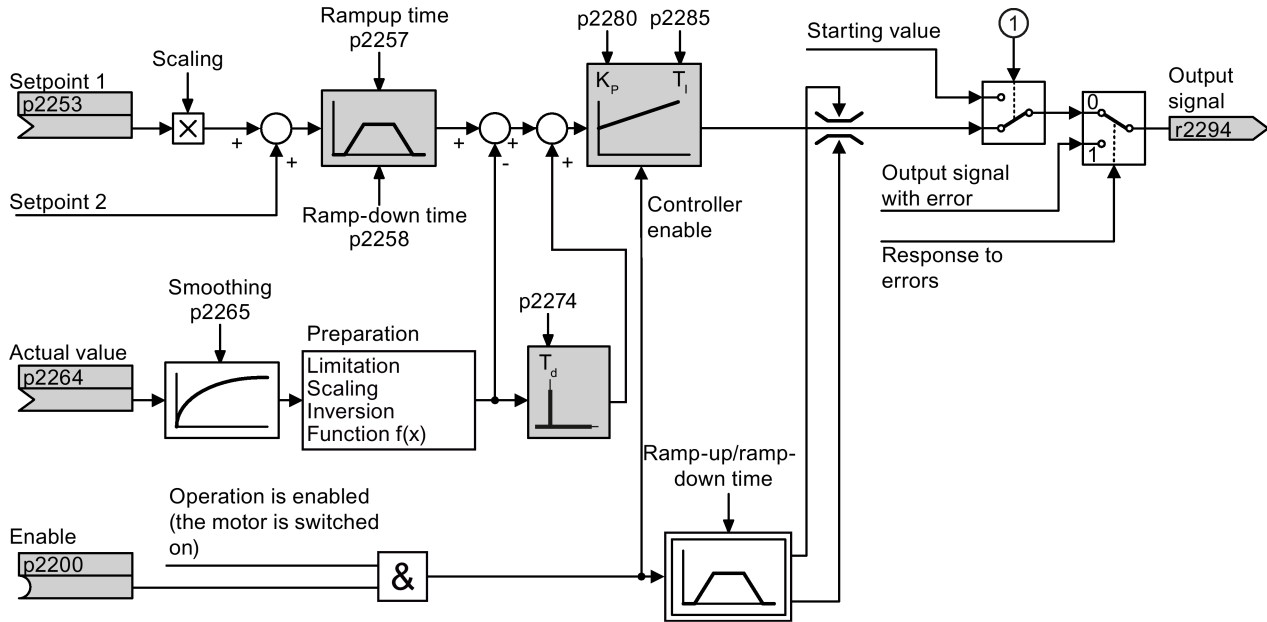 Rampup time
p2257
p2280
p2285
1
Starting value
Scaling
Setpoint 1
p2253
Output
signal
r2294
KP
TI
0
1
+
+
+
-
+
+
Setpoint 2
Ramp-down time
p2258
Controller
enable
Output signal
with error
Response to
errors
Smoothing
p2265
p2274
Preparation
Actual value
p2264
Limitation
Scaling
Inversion
Function f(x)
Td
Ramp-up/ramp-
down time
Operation is enabled
(the motor is switched
on)
Enable
p2200
&